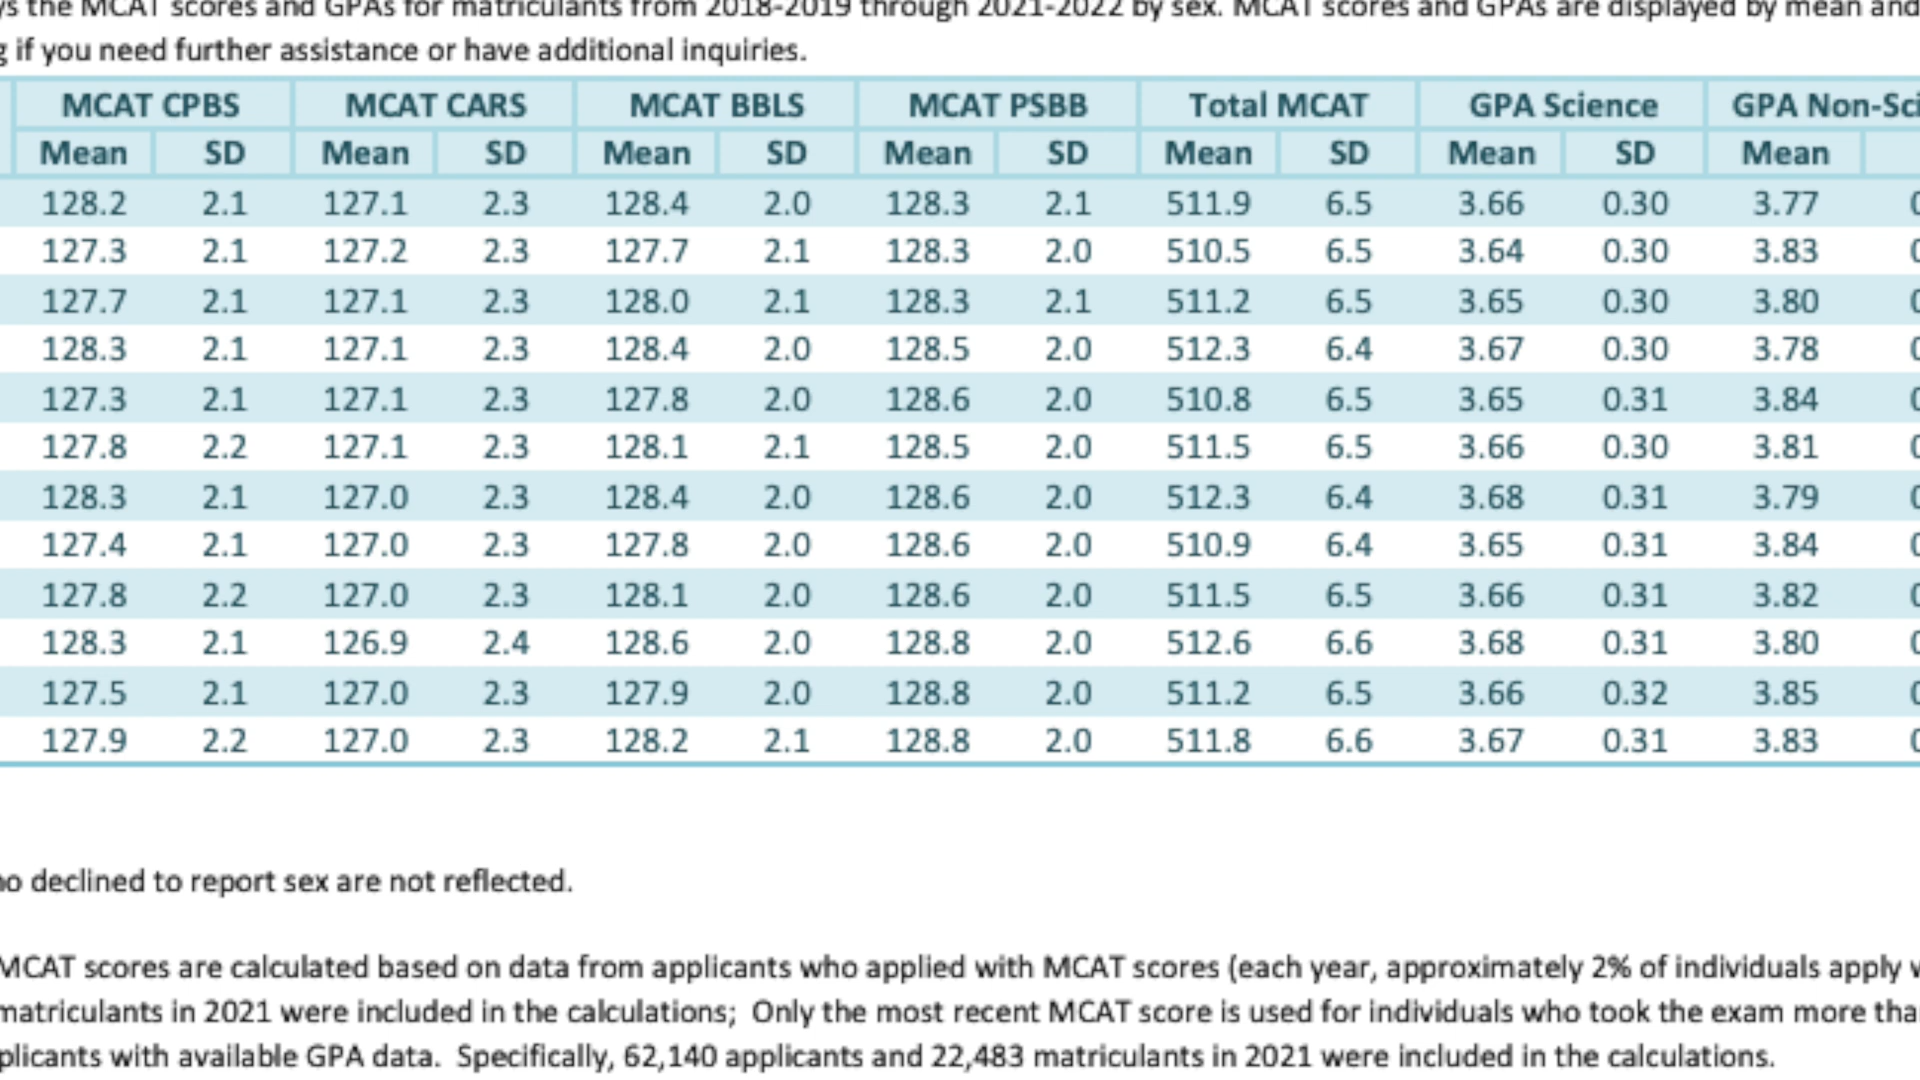 the MCAT scores and GPAs for matriculants from 2018-2019 through 2021-2022 by sex. MCAT scores and GPAs are displayed by mean and
if you need further assistance or have additional inquiries.
MCAT CPBS MCAT CARS MCAT BBLS MCAT PSBB Total MCAT GPA Science GPA Non-Sci
Mean SD Mean SD Mean SD Mean SD Mean SD Mean SD Mean
128.2 2.1 127.1 2.3 128.4 2.0 128.3 2.1 511.9 6.5 3.66 0.30 3.77
127.3 2.1 127.2 2.3 127.7 2.1 128.3 2.0 510.5 6.5 3.64 0.30 3.83
127.7 2.1 127.1 2.3 128.0 2.1 128.3 2.1 511.2 6.5 3.65 0.30 3.80
128.3 2.1 127.1 2.3 128.4 2.0 128.5 2.0 512.3 6.4 3.67 0.30 3.78
127.3 2.1 127.1 2.3 127.8 2.0 128.6 2.0 510.8 6.5 3.65 0.31 3.84
127.8 2.2 127.1 2.3 128.1 2.1 128.5 2.0 511.5 6.5 3.66 0.30 3.81
128.3 2.1 127.0 2.3 128.4 2.0 128.6 2.0 512.3 6.4 3.68 0.31 3.79
127.4 2.1 127.0 2.3 127.8 2.0 128.6 2.0 510.9 6.4 3.65 0.31 3.84
127.8 2.2 127.0 2.3 128.1 2.0 128.6 2.0 511.5 6.5 3.66 0.31 3.82
128.3 2.1 126.9 2.4 128.6 2.0 128.8 2.0 512.6 6.6 3.68 0.31 3.80
127.5 2.1 127.0 2.3 127.9 2.0 128.8 2.0 511.2 6.5 3.66 0.32 3.85
127.9 2.2 127.0 2.3 128.2 2.1 128.8 2.0 511.8 6.6 3.67 0.31 3.83
declined to report sex are not reflected.
MCAT scores are calculated based on data from applicants who applied with MCAT scores (each year, approximately 2% of individuals apply
matriculants in 2021 were included in the calculations; Only the most recent MCAT score is used for individuals who took the exam more tha
plicants with available GPA data. Specifically, 62,140 applicants and 22,483 matriculants in 2021 were included in the calculations.